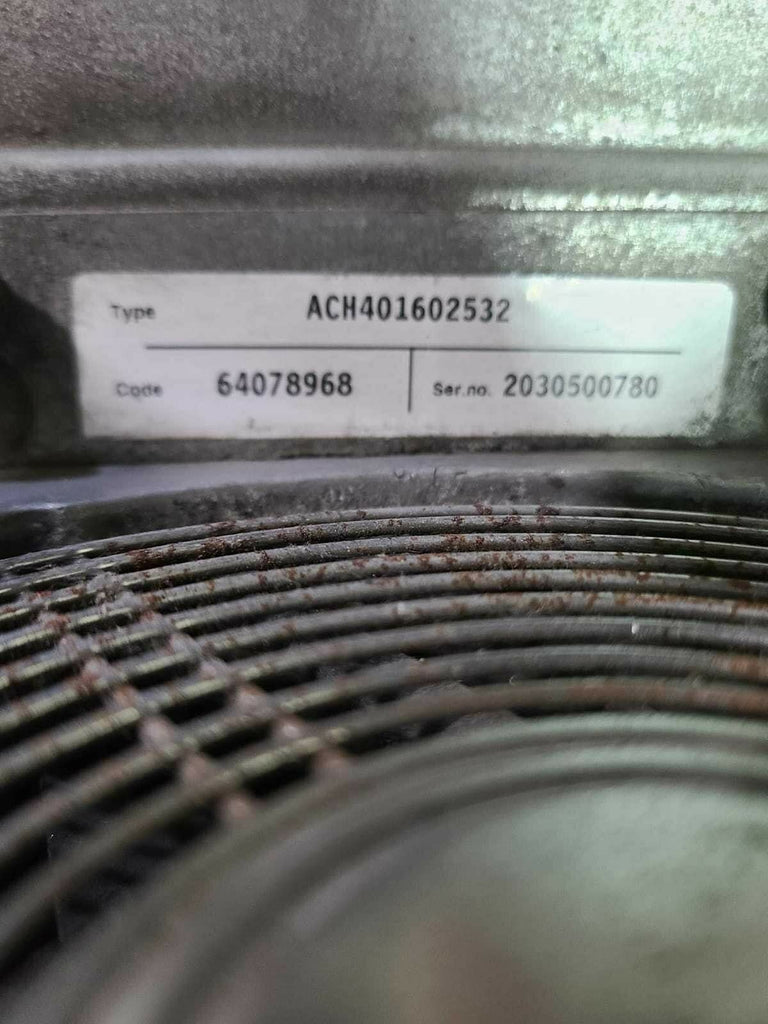 Type ACH401602532
Code 64078968 Ser.no. 2030500780